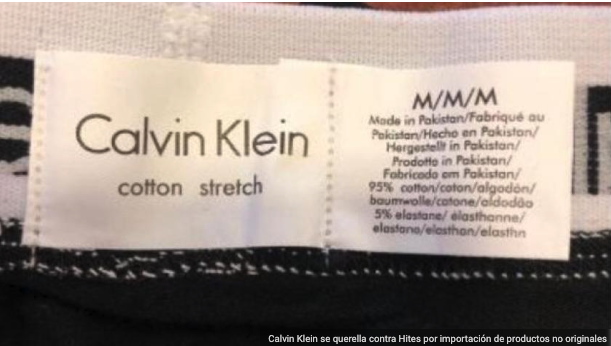 Calvin Klein
cotton stretch
M/M/M
Made in Pakistan/Fabriqué au
Pakistan/Hecho en Pakistan/
Hergestellt in Pakistan/
Prodotto in Pakistan/
Fabricado em Pakistan/
95% cotton/coton/algodón/
baumwolle/cotone/aldodão
5% elastane/ élasthanne/
elastano/elasthan/elasthn
Calvin Klein se querella contra Hites por importación de productos no originales